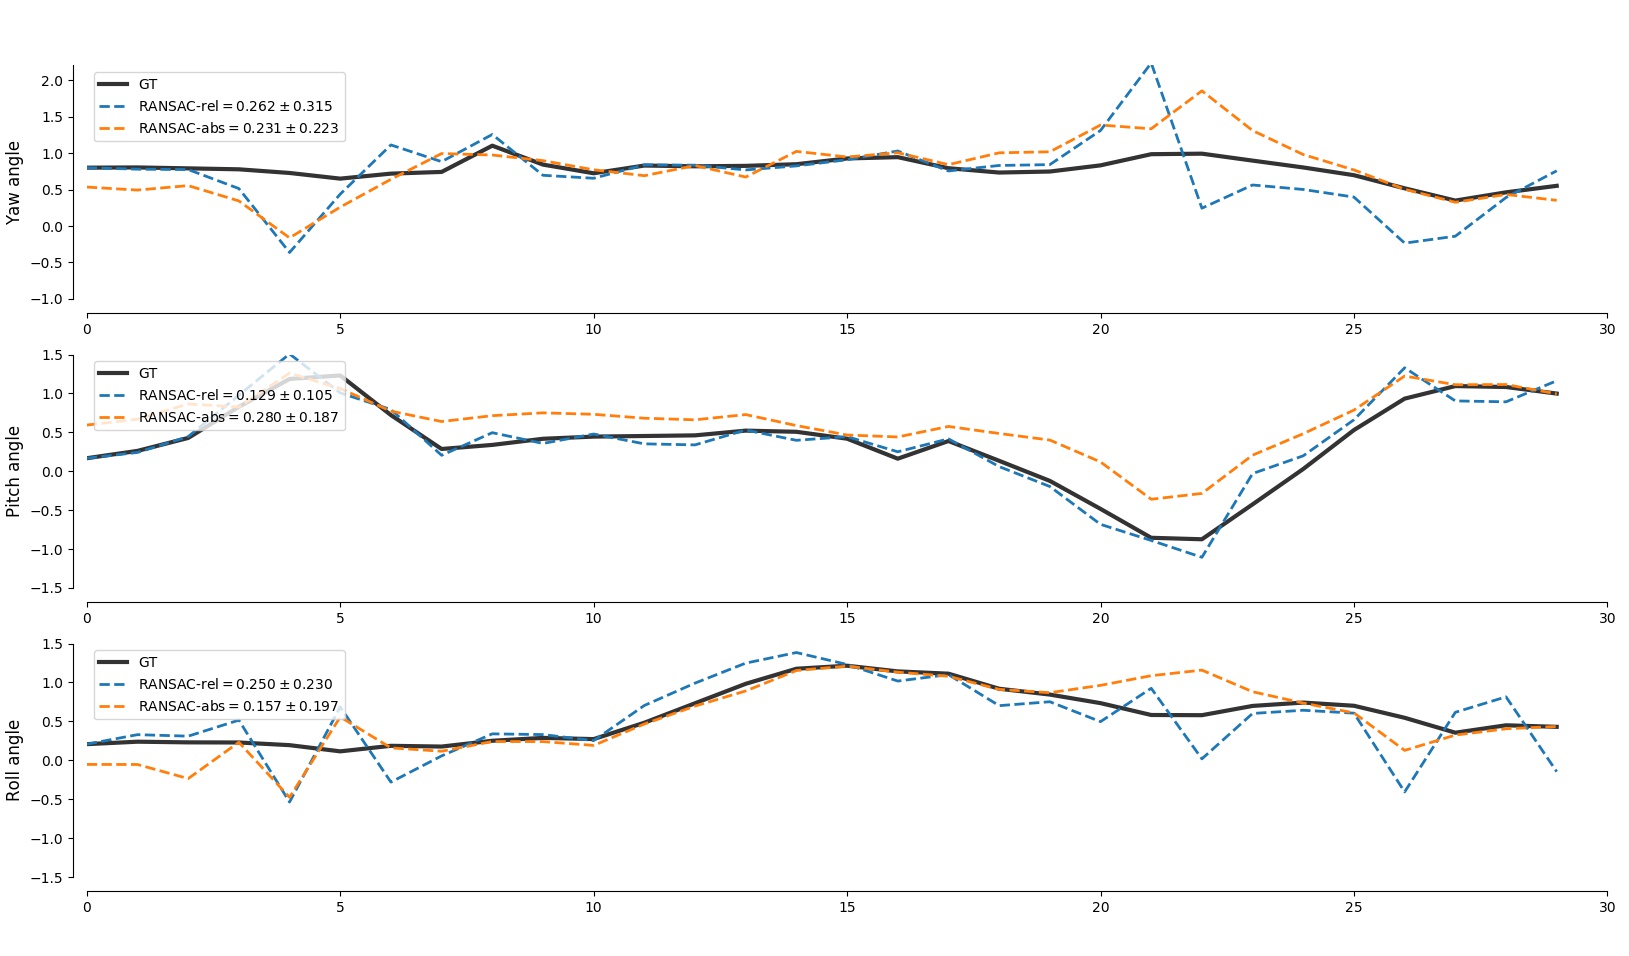 Yaw angle
2.0
1.5
1.0
0.5
0.0
−0.5
−1.0
GT
RANSAC-rel = 0.262 ± 0.315
RANSAC-abs = 0.231 ± 0.223
0 5 10 15 20 25 30
Pitch angle
1.5
1.0
0.5
0.0
−0.5
−1.0
−1.5
GT
RANSAC-rel = 0.129 ± 0.105
RANSAC-abs = 0.280 ± 0.187
0 5 10 15 20 25 30
Roll angle
1.5
1.0
0.5
0.0
−0.5
−1.0
−1.5
GT
RANSAC-rel = 0.250 ± 0.230
RANSAC-abs = 0.157 ± 0.197
0 5 10 15 20 25 30